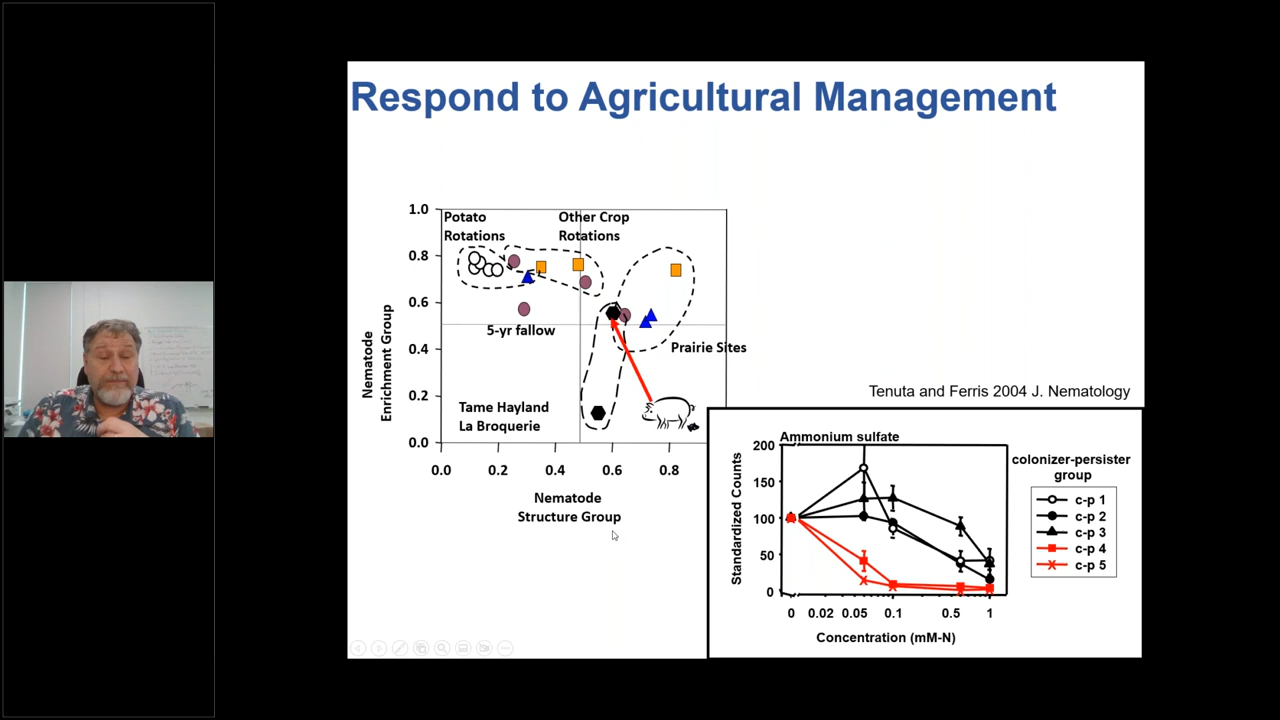 Respond to Agricultural Management
1.0
0.8
0.6
0.4
0.2
0.0
Nematode
Enrichment Group
Potato
Rotations
Other Crop
Rotations
5-yr fallow
Prairie Sites
Tame Hayland
La Broquerie
0.0 0.2 0.4 0.6 0.8
Nematode
Structure Group
Tenuta and Ferris 2004 J. Nematology
Ammonium sulfate
200
150
100
50
0
Standardized Counts
0 0.02 0.05 0.1 0.5 1
Concentration (mM-N)
colonizer-persister
group
c-p 1
c-p 2
c-p 3
c-p 4
c-p 5